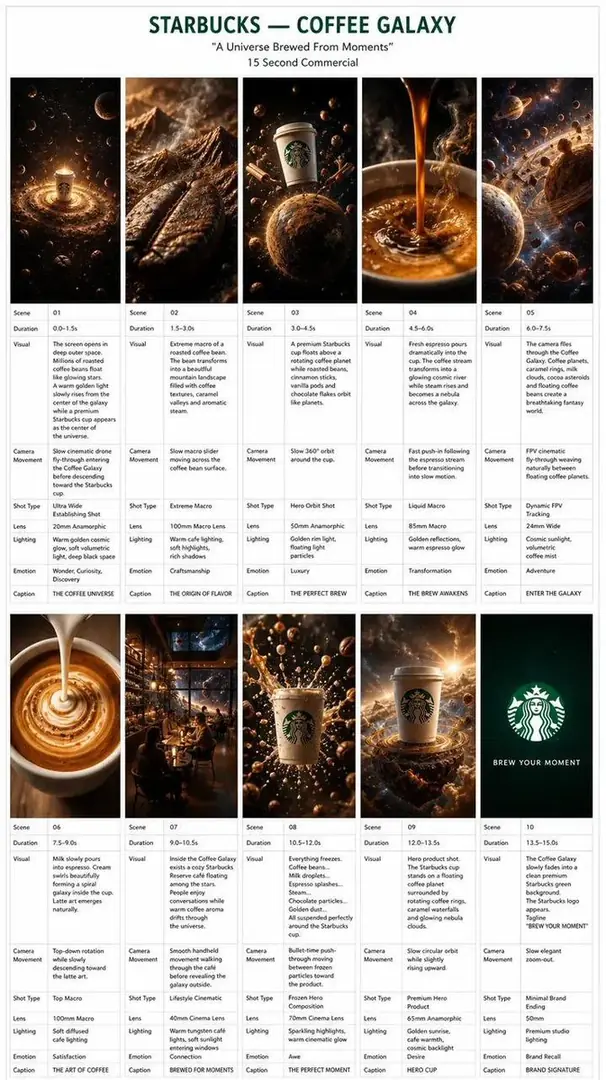 STARBUCKS — COFFEE GALAXY
"A Universe Brewed From Moments"
15 Second Commercial
Scene 01
Duration 0.0–1.5s
Visual The screen opens in
deep outer space.
Millions of roasted
coffee beans float
like glowing stars.
A warm golden light
slowly rises from the
center of the galaxy
while a premium
Starbucks cup appears
as the center of
the universe.
Camera Movement Slow cinematic drone
fly-through entering
the Coffee Galaxy
before descending
toward the Starbucks
cup.
Shot Type Ultra Wide
Establishing Shot
Lens 20mm Anamorphic
Lighting Warm golden cosmic
glow, soft volumetric
light, deep black space
Emotion Wonder, Curiosity,
Discovery
Caption THE COFFEE UNIVERSE
Scene 02
Duration 1.5–3.0s
Visual Extreme macro of a
roasted coffee bean.
The bean transforms
into a beautiful
mountain landscape
filled with coffee
textures, caramel
valleys and aromatic
steam.
Camera Movement Slow macro slider
moving across the
coffee bean surface.
Shot Type Extreme Macro
Lens 100mm Macro Lens
Lighting Warm cafe lighting,
soft highlights,
rich shadows
Emotion Craftsmanship
Caption THE ORIGIN OF FLAVOR
Scene 03
Duration 3.0–4.5s
Visual A premium Starbucks
cup floats above a
rotating coffee planet
while roasted beans,
cinnamon sticks,
vanilla pods and
chocolate flakes orbit
like planets.
Camera Movement Slow 360° orbit
around the cup.
Shot Type Hero Orbit Shot
Lens 50mm Anamorphic
Lighting Golden rim light,
floating light
particles
Emotion Luxury
Caption THE PERFECT BREW
Scene 04
Duration 4.5–6.0s
Visual Fresh espresso pours
dramatically into the
cup. The coffee stream
transforms into a
glowing cosmic river
while steam rises and
becomes a nebula
across the galaxy.
Camera Movement Fast push-in following
the espresso stream
before transitioning
into slow motion.
Shot Type Liquid Macro
Lens 85mm Macro
Lighting Golden reflections,
warm espresso glow
Emotion Transformation
Caption THE BREW AWAKENS
Scene 05
Duration 6.0–7.5s
Visual The camera flies
through the Coffee
Galaxy. Coffee planets,
caramel rings, milk
clouds, cocoa asteroids
and floating coffee
beans create a
breathtaking fantasy
world.
Camera Movement FPV cinematic
fly-through weaving
naturally between
floating coffee planets.
Shot Type Dynamic FPV
Tracking
Lens 24mm Wide
Lighting Cosmic sunlight,
volumetric
coffee mist
Emotion Adventure
Caption ENTER THE GALAXY
BREW YOUR MOMENT
Scene 06
Duration 7.5–9.0s
Visual Milk slowly pours
into espresso. Cream
swirls beautifully
forming a spiral
galaxy inside the cup.
Latte art emerges
naturally.
Camera Movement Top-down rotation
while slowly
descending toward
the latte art.
Shot Type Top Macro
Lens 100mm Macro
Lighting Soft diffused
cafe lighting
Emotion Satisfaction
Caption THE ART OF COFFEE
Scene 07
Duration 9.0–10.5s
Visual Inside the Coffee Galaxy
exists a cozy Starbucks
Reserve café floating
among the stars.
People enjoy
conversations while
warm coffee aroma
drifts through
the universe.
Camera Movement Smooth handheld
movement walking
through the café
before revealing the
galaxy outside.
Shot Type Lifestyle Cinematic
Lens 40mm Cinema Lens
Lighting Warm tungsten café
lights, soft sunlight
entering windows
Emotion Connection
Caption BREWED FOR MOMENTS
Scene 08
Duration 10.5–12.0s
Visual Everything freezes.
Coffee beans...
Milk droplets...
Espresso splashes...
Steam...
Chocolate particles...
Golden dust...
All suspended perfectly
around the Starbucks
cup.
Camera Movement Bullet-time push-
through moving
between frozen
particles toward
the product.
Shot Type Frozen Hero
Composition
Lens 70mm Cinema Lens
Lighting Sparkling highlights,
warm cinematic glow
Emotion Awe
Caption THE PERFECT MOMENT
Scene 09
Duration 12.0–13.5s
Visual Hero product shot.
The Starbucks cup
stands on a floating
coffee planet
surrounded by
rotating coffee rings,
caramel waterfalls
and glowing nebula
clouds.
Camera Movement Slow circular orbit
while slightly
rising upward.
Shot Type Premium Hero
Product
Lens 65mm Anamorphic
Lighting Golden sunrise,
cafe warmth,
cosmic backlight
Emotion Desire
Caption HERO CUP
Scene 10
Duration 13.5–15.0s
Visual The Coffee Galaxy
slowly fades into a
clean premium
Starbucks green
background.
The Starbucks logo
appears.
Tagline
"BREW YOUR MOMENT"
Camera Movement Slow elegant
zoom-out.
Shot Type Minimal Brand
Ending
Lens 50mm
Lighting Premium studio
lighting
Emotion Brand Recall
Caption BRAND SIGNATURE